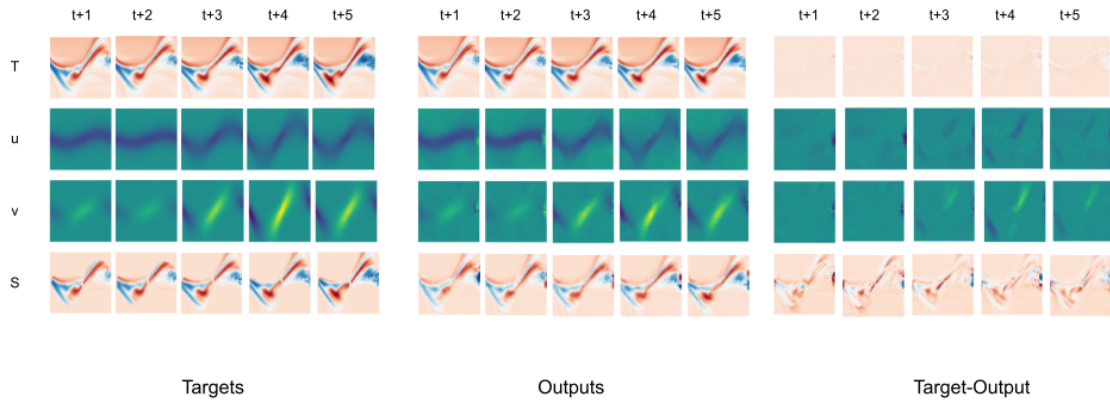 t+1 t+2 t+3 t+4 t+5 t+1 t+2 t+3 t+4 t+5 t+1 t+2 t+3 t+4 t+5
T
u
v
S
Targets Outputs Target-Output